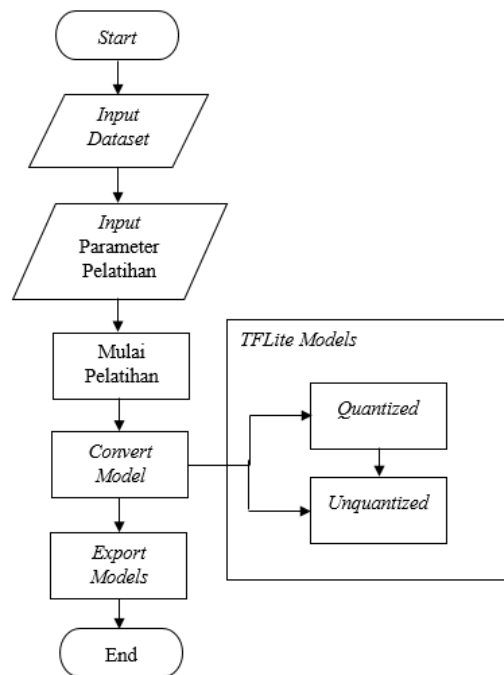 Start
Input
Dataset
Input
Parameter
Pelatihan
Mulai
Pelatihan
TFLite Models
Quantized
Convert
Model
Unquantized
Export
Models
End